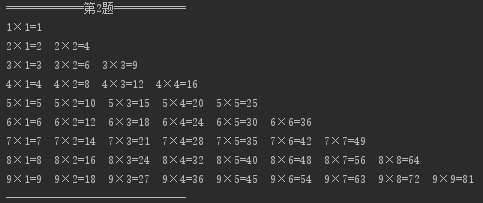 ═════════════第2题════════════
1×1=1
2×1=2 2×2=4
3×1=3 3×2=6 3×3=9
4×1=4 4×2=8 4×3=12 4×4=16
5×1=5 5×2=10 5×3=15 5×4=20 5×5=25
6×1=6 6×2=12 6×3=18 6×4=24 6×5=30 6×6=36
7×1=7 7×2=14 7×3=21 7×4=28 7×5=35 7×6=42 7×7=49
8×1=8 8×2=16 8×3=24 8×4=32 8×5=40 8×6=48 8×7=56 8×8=64
9×1=9 9×2=18 9×3=27 9×4=36 9×5=45 9×6=54 9×7=63 9×8=72 9×9=81